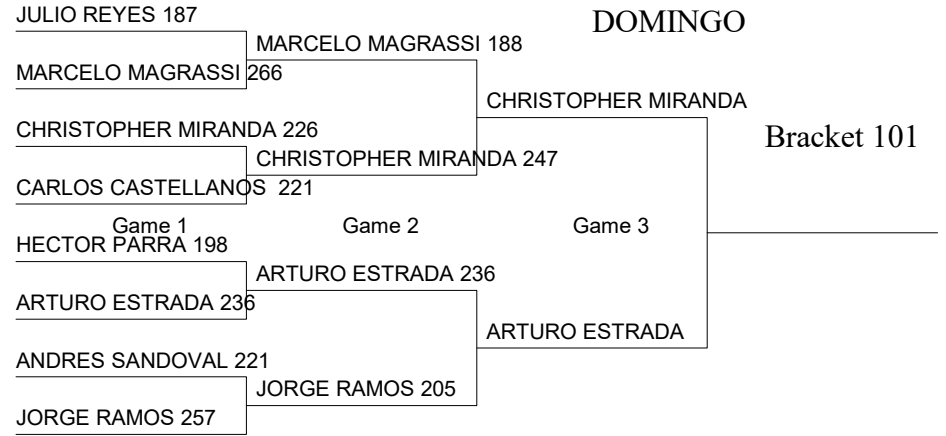 JULIO REYES 187
DOMINGO
MARCELO MAGRASSI 188
MARCELO MAGRASSI 266
CHRISTOPHER MIRANDA
CHRISTOPHER MIRANDA 226
Bracket 101
CHRISTOPHER MIRANDA 247
CARLOS CASTELLANOS  221
Game 1
Game 2
Game 3
HECTOR PARRA 198
ARTURO ESTRADA 236
ARTURO ESTRADA 236
ARTURO ESTRADA
ANDRES SANDOVAL 221
JORGE RAMOS 205
JORGE RAMOS 257